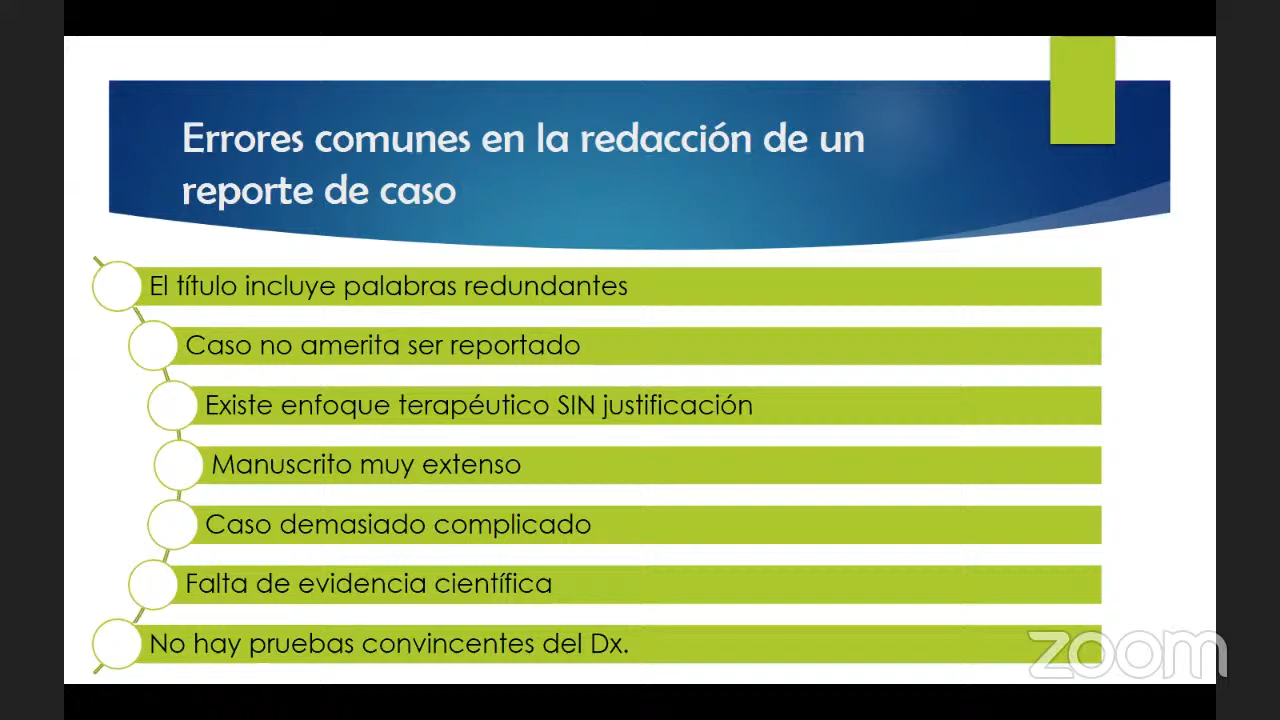 Errores comunes en la redacción de un
reporte de caso
El título incluye palabras redundantes
Caso no amerita ser reportado
Existe enfoque terapéutico SIN justificación
Manuscrito muy extenso
Caso demasiado complicado
Falta de evidencia científica
No hay pruebas convincentes del Dx.
zoom